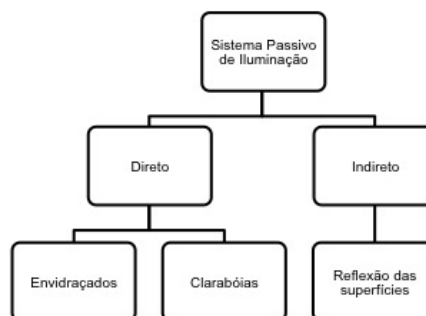 Sistema Passivo
de Iluminação
Direto
Indireto
Envidraçados
Clarabóias
Reflexão das
superfícies